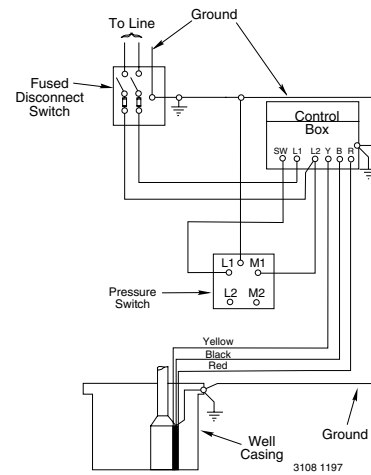 To Line
Ground
Fused
Disconnect
Switch
Control
Box
SW L1 L2 Y B R
L1 M1
L2 M2
Pressure
Switch
Yellow
Black
Red
Well
Casing
Ground
3108 1197